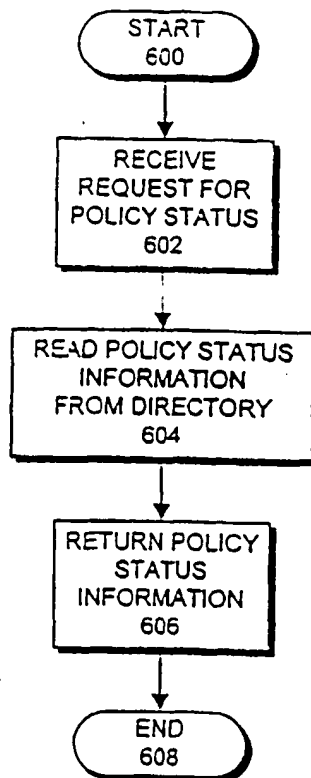 START
600
RECEIVE
REQUEST FOR
POLICY STATUS
602
READ POLICY STATUS
INFORMATION
FROM DIRECTORY
604
RETURN POLICY
STATUS
INFORMATION
606
END
608